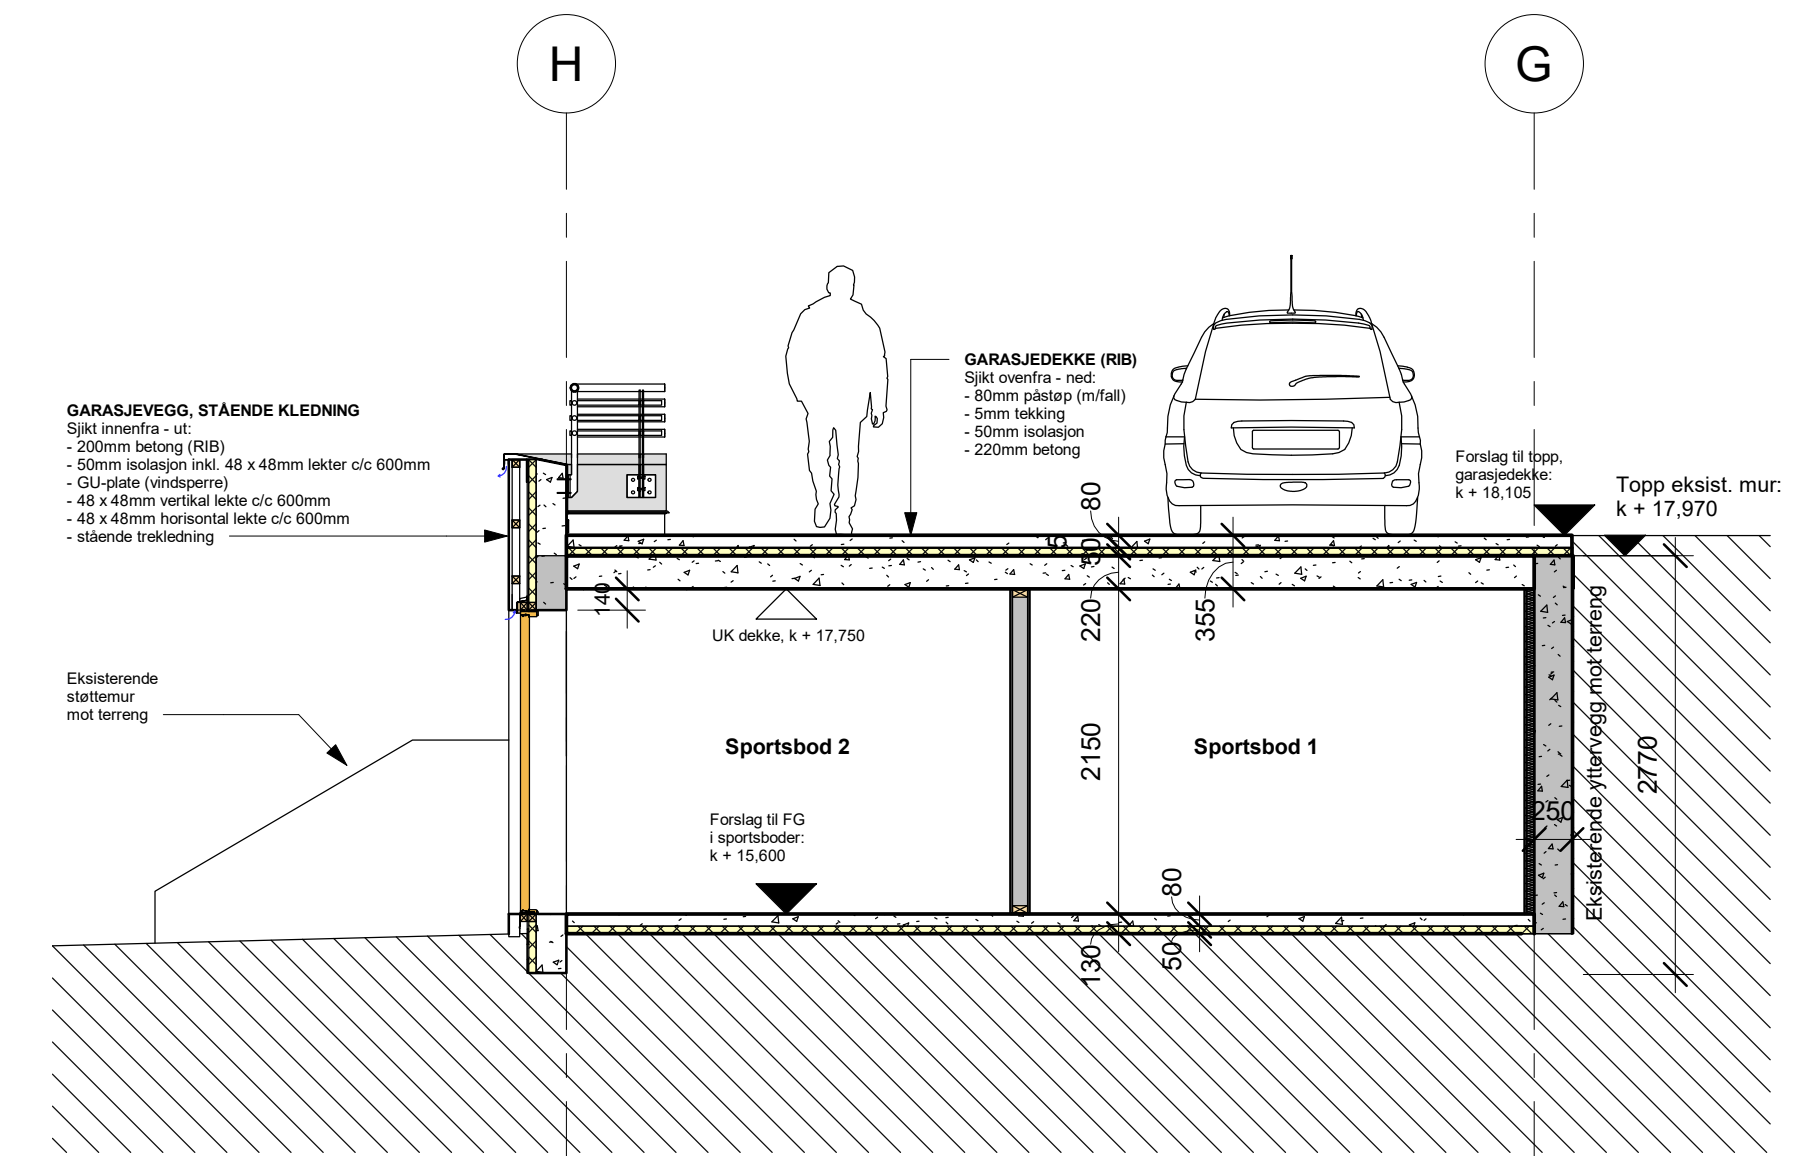 H
G
GARASJEDEKKE (RIB)
Sjikt ovenfra - ned:
- 80mm påstøp (m/fall)
- 5mm tekking
- 50mm isolasjon
- 220mm betong
GARASJEVEGG, STÅENDE KLEDNING
Sjikt innenfra - ut:
- 200mm betong (RIB)
- 50mm isolasjon inkl. 48 x 48mm lekter c/c 600mm
- GU-plate (vindsperre)
- 48 x 48mm vertikal lekte c/c 600mm
- 48 x 48mm horisontal lekte c/c 600mm
- stående trekledning
Forslag til topp,
garasjedekke:
k + 18,105
Topp eksist. mur:
k + 17,970
80
5
50
220
355
140
UK dekke, k + 17,750
Eksisterende
støttemur
mot terreng
Sportsbod 2
2150
Sportsbod 1
Eksisterende yttervegg mot terreng
2770
250
Forslag til FG
i sportsboder:
k + 15,600
80
130
50